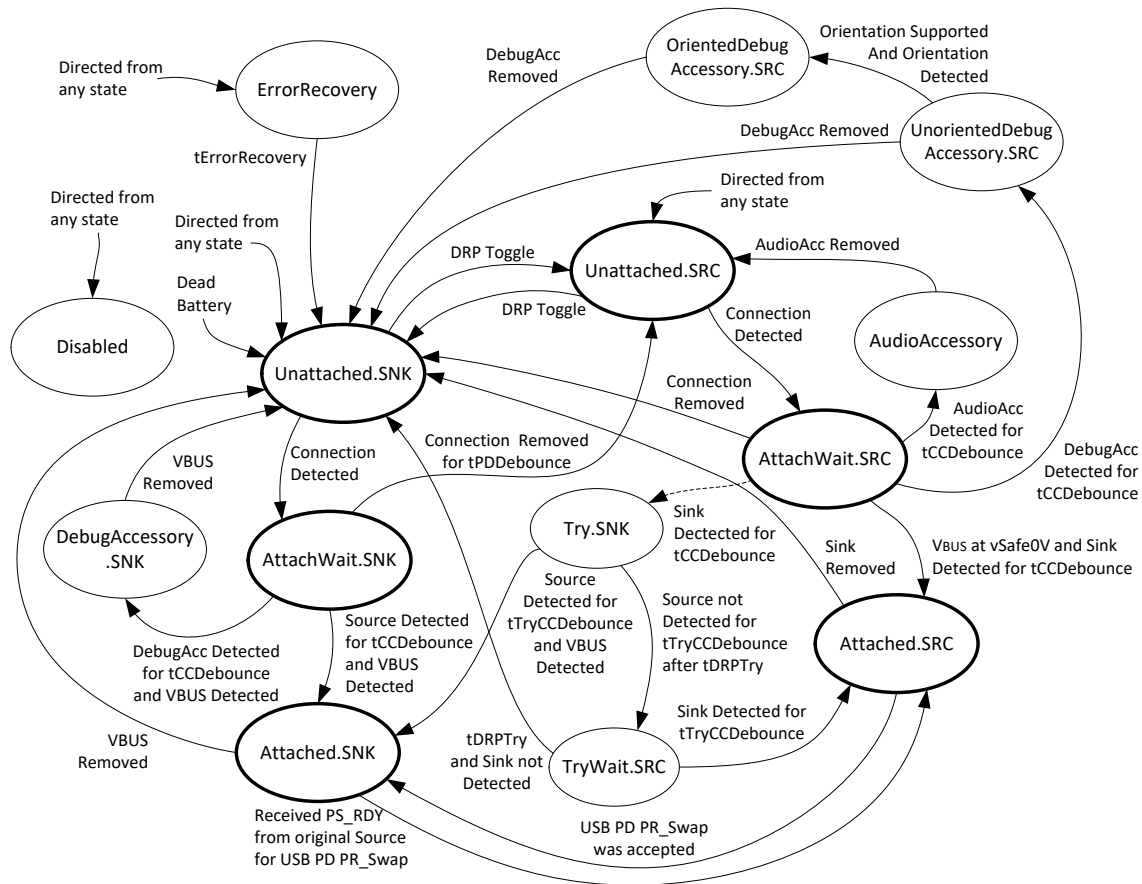 DebugAcc
Removed
OrientedDebug
Accessory.SRC
Orientation Supported
And Orientation
Detected
Directed from
any state
ErrorRecovery
DebugAcc Removed
UnorientedDebug
Accessory.SRC
tErrorRecovery
Directed from
any state
Directed from
any state
Directed from
any state
DRP Toggle
Unattached.SRC
AudioAcc Removed
Dead
Battery
DRP Toggle
Connection
Detected
AudioAccessory
Disabled
Unattached.SNK
Connection
Removed
AudioAcc
Detected for
tCCDebounce
VBUS
Removed
Connection
Detected
Connection Removed
for tPDDebounce
AttachWait.SRC
DebugAcc
Detected for
tCCDebounce
DebugAccessory
.SNK
AttachWait.SNK
Try.SNK
Sink
Dectected for
tCCDebounce
Sink
Removed
VBUS at vSafe0V and Sink
Detected for tCCDebounce
Source
Detected for
tTryCCDebounce
and VBUS
Detected
Source not
Detected for
tTryCCDebounce
after tDRPTry
Attached.SRC
DebugAcc Detected
for tCCDebounce
and VBUS Detected
Source Detected
for tCCDebounce
and VBUS
Detected
Sink Detected for
tTryCCDebounce
VBUS
Removed
Attached.SNK
tDRPTry
and Sink not
Detected
TryWait.SRC
Received PS_RDY
from original Source
for USB PD PR_Swap
USB PD PR_Swap
was accepted